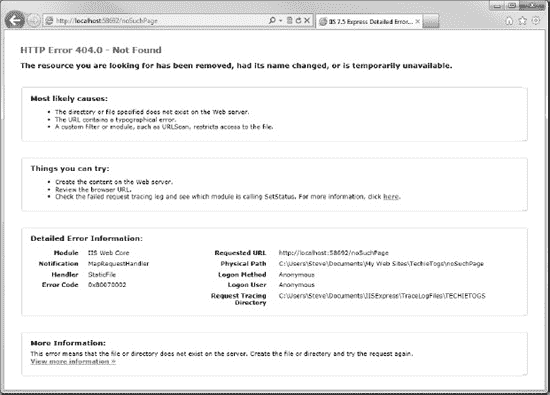 http://localhost:58692/noSuchPage
IIS 7.5 Express Detailed Error...
HTTP Error 404.0 - Not Found
The resource you are looking for has been removed, had its name changed, or is temporarily unavailable.
Most likely causes:
• The directory or file specified does not exist on the Web server.
• The URL contains a typographical error.
• A custom filter or module, such as URLScan, restricts access to the file.
Things you can try:
• Create the content on the Web server.
• Review the browser URL.
• Check the failed request tracing log and see which module is calling SetStatus. For more information, click here.
Detailed Error Information:
Module IIS Web Core
Notification MapRequestHandler
Handler StaticFile
Error Code 0x80070002
Requested URL http://localhost:58692/noSuchPage
Physical Path C:\Users\Steve\Documents\My Web Sites\TechieTogs\noSuchPage
Logon Method Anonymous
Logon User Anonymous
Request Tracing Directory C:\Users\Steve\Documents\IISExpress\TraceLogFiles\TECHIETOGS
More Information:
This error means that the file or directory does not exist on the server. Create the file or directory and try the request again.
View more information »